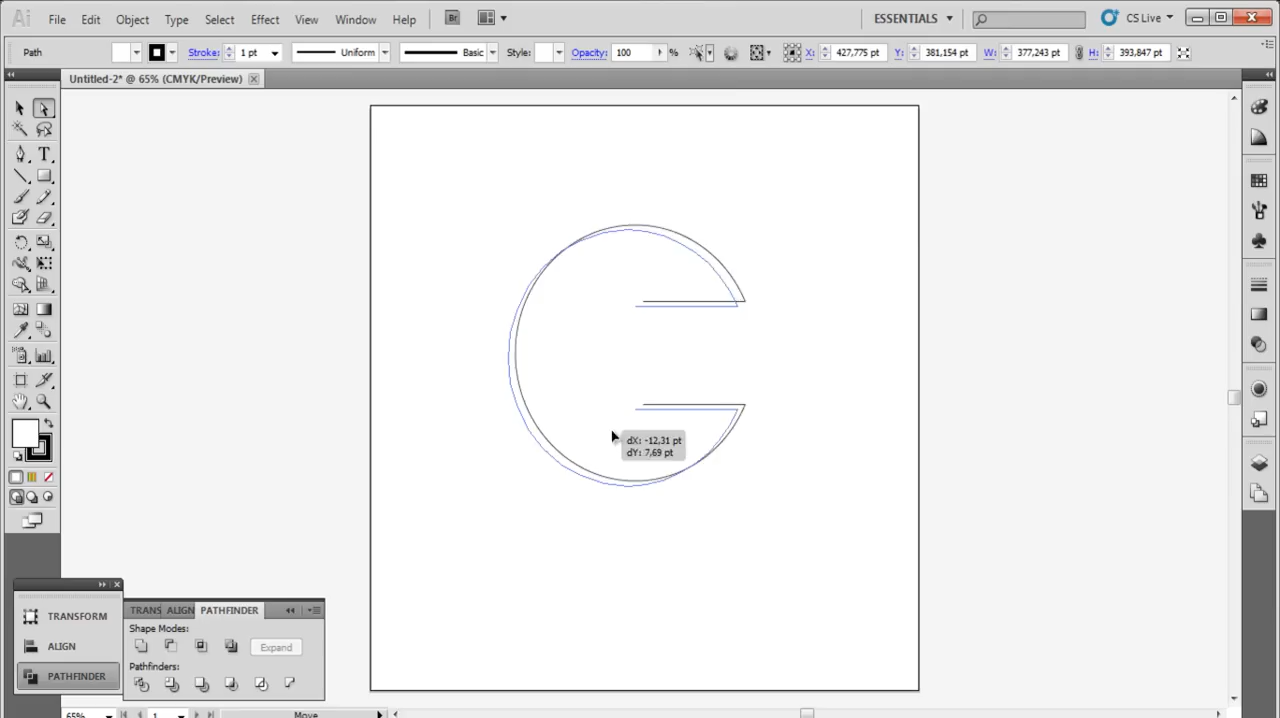 Ai File Edit Object Type Select Effect View Window Help Br ESSENTIALS CS Live
Path Stroke: 1 pt Uniform Basic Style: Opacity: 100 % X: 427,775 pt Y: 381,154 pt W: 377,243 pt H: 393,847 pt
Untitled-2* @ 65% (CMYK/Preview)
dX: -12,31 pt
dY: 7,69 pt
TRANSFORM
ALIGN
PATHFINDER
TRANS ALIGN PATHFINDER
Shape Modes:
Expand
Pathfinders:
65% 1 Move